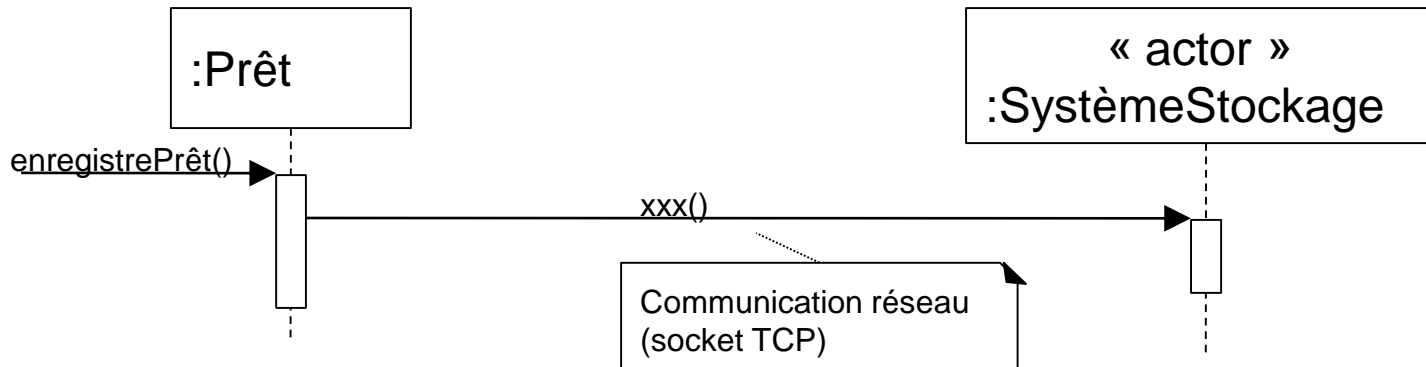 :Prêt
« actor »
:SystèmeStockage
enregistrePrêt()
xxx()
Communication réseau
(socket TCP)